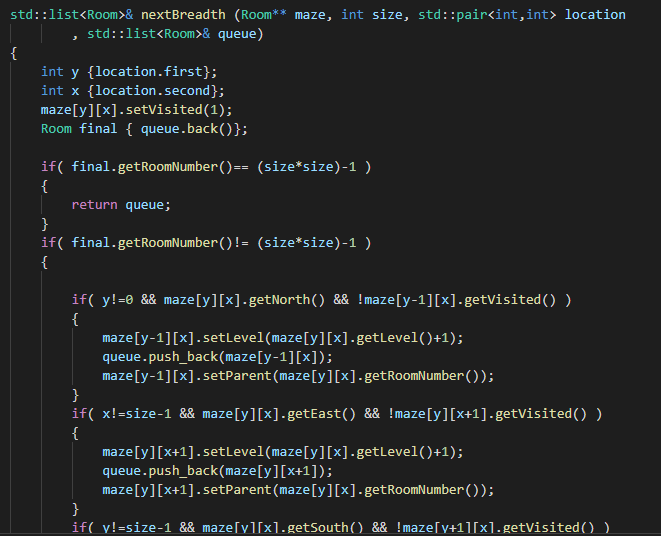 std::list<Room>& nextBreadth (Room** maze, int size, std::pair<int,int> location
, std::list<Room>& queue)
{
int y {location.first};
int x {location.second};
maze[y][x].setVisited(1);
Room final { queue.back()};
if( final.getRoomNumber()== (size*size)-1 )
{
return queue;
}
if( final.getRoomNumber()!= (size*size)-1 )
{
if( y!=0 && maze[y][x].getNorth() && !maze[y-1][x].getVisited() )
{
maze[y-1][x].setLevel(maze[y][x].getLevel()+1);
queue.push_back(maze[y-1][x]);
maze[y-1][x].setParent(maze[y][x].getRoomNumber());
}
if( x!=size-1 && maze[y][x].getEast() && !maze[y][x+1].getVisited() )
{
maze[y][x+1].setLevel(maze[y][x].getLevel()+1);
queue.push_back(maze[y][x+1]);
maze[y][x+1].setParent(maze[y][x].getRoomNumber());
}
if( y!=size-1 && maze[y][x].getSouth() && !maze[y+1][x].getVisited() )